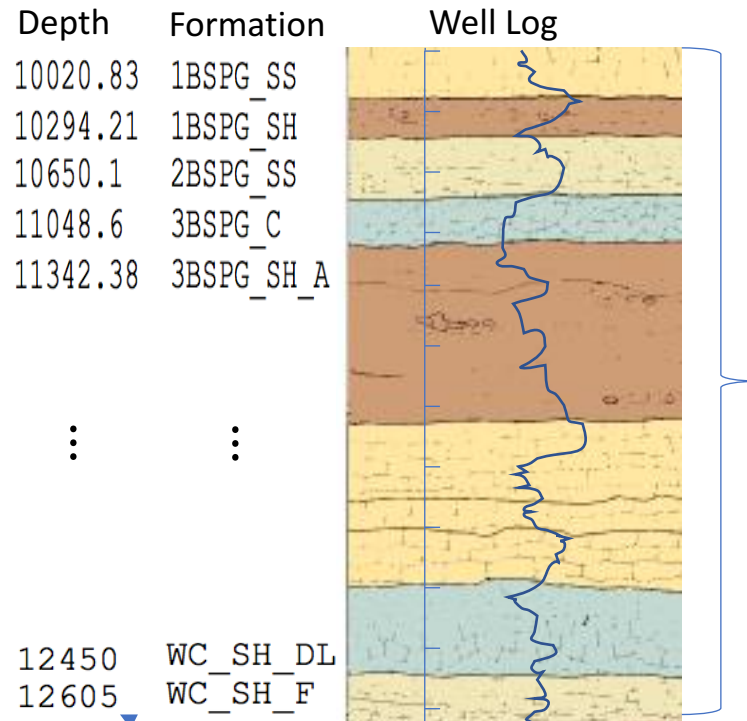 Depth Formation Well Log
10020.83 1BSPG_SS
10294.21 1BSPG_SH
10650.1 2BSPG_SS
11048.6 3BSPG_C
11342.38 3BSPG_SH_A
⋮ ⋮
12450 WC_SH_DL
12605 WC_SH_F